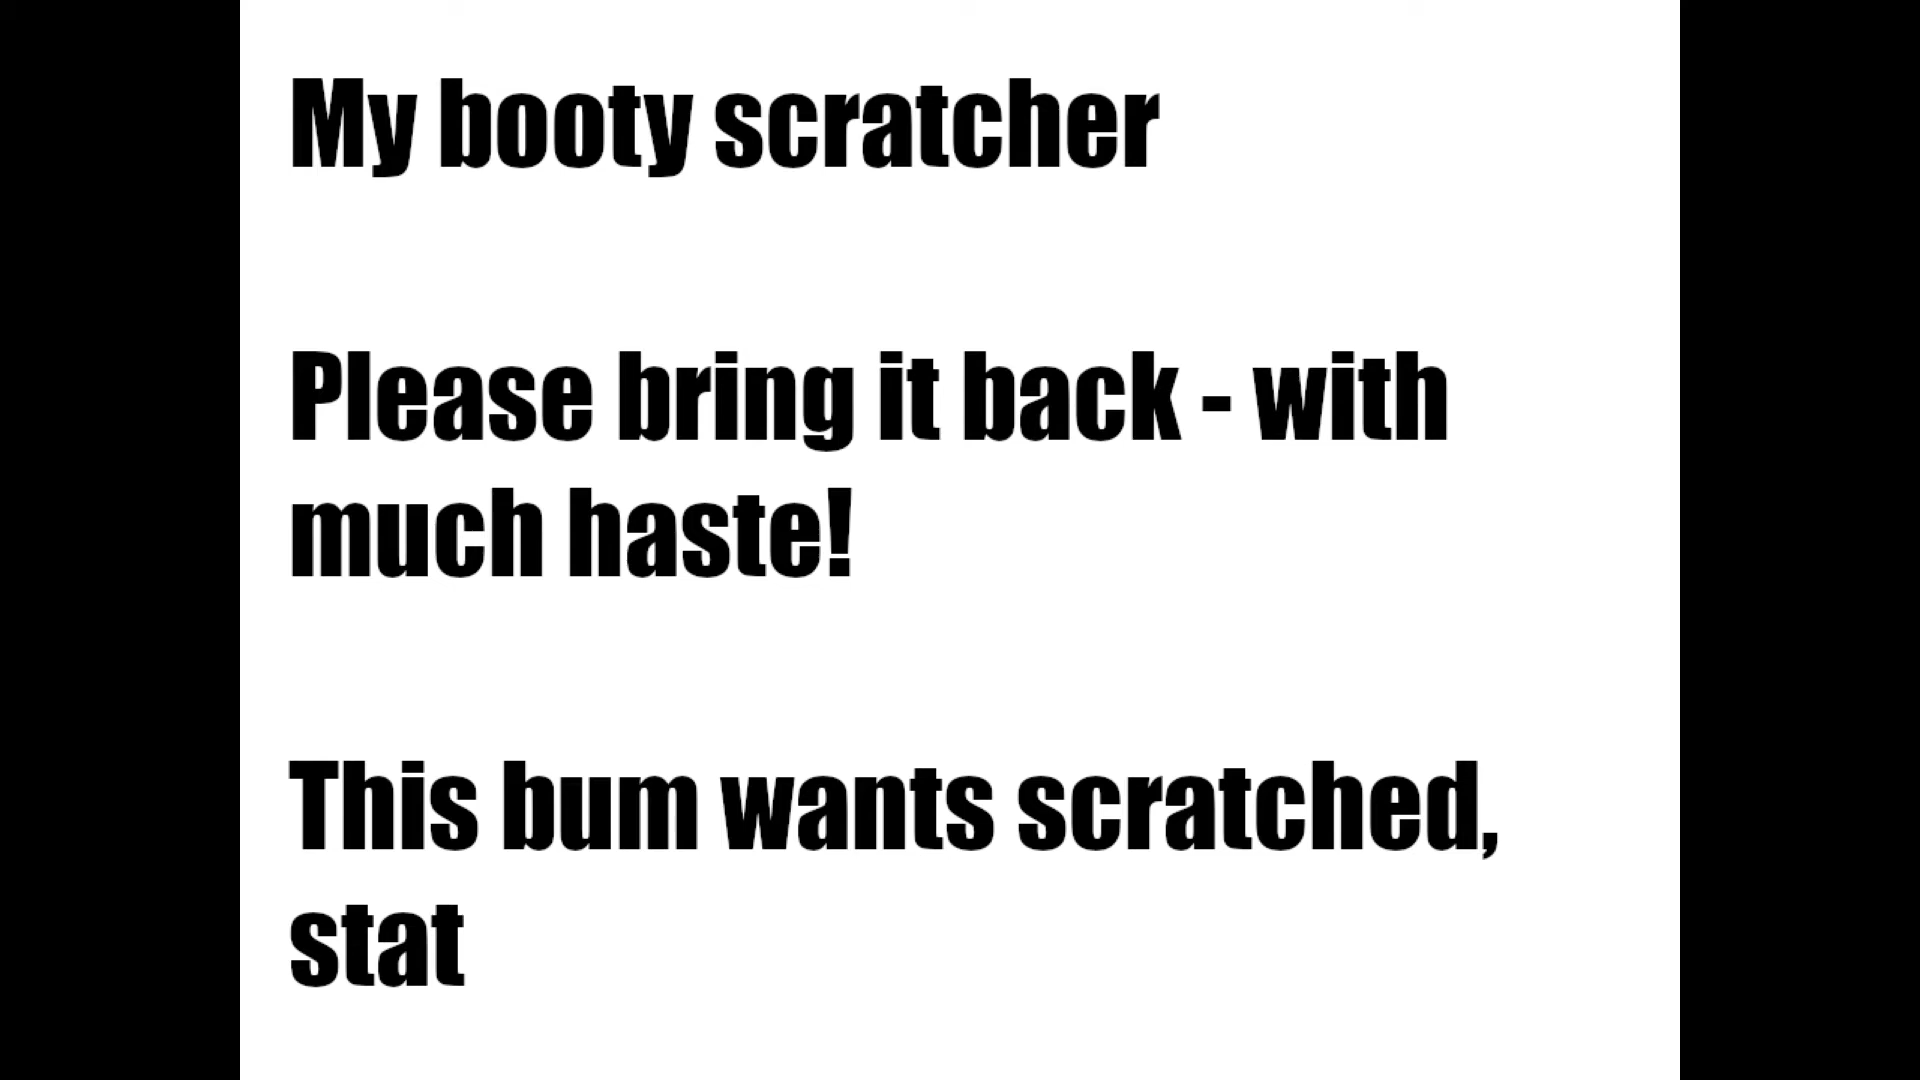 My booty scratcher
Please bring it back - with
much haste!
This bum wants scratched,
stat